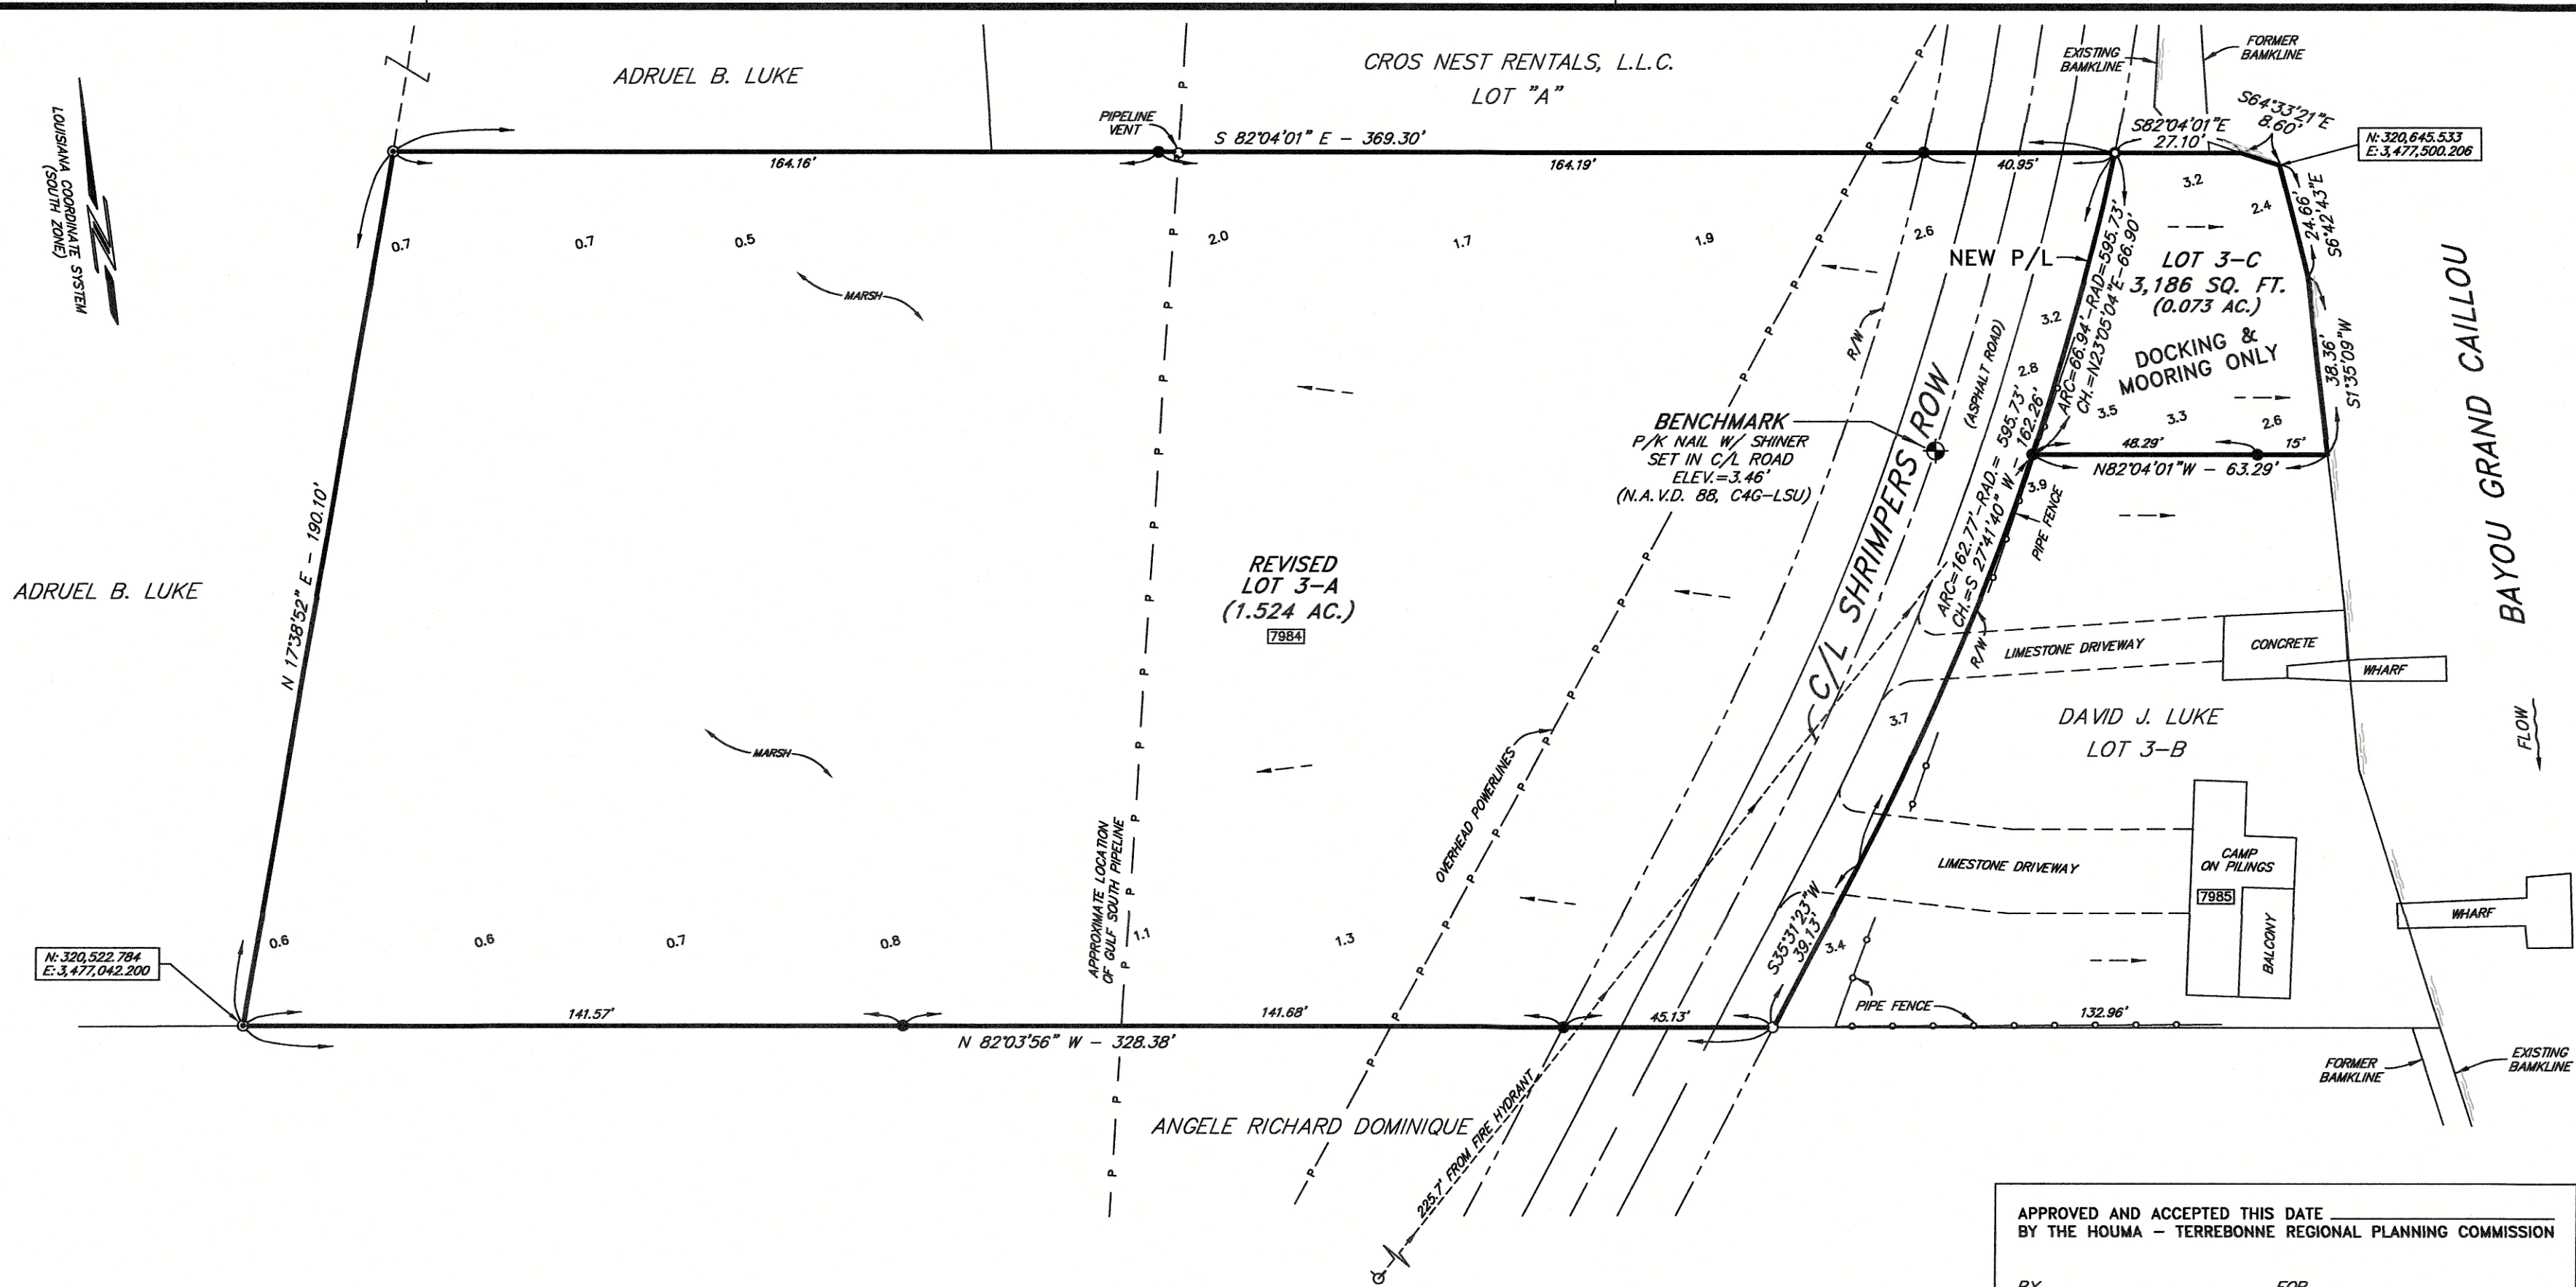 ADRUEL B. LUKE
CROS NEST RENTALS, L.L.C.
LOT "A"
EXISTING
BAMKLINE
FORMER
BAMKLINE
LOUISIANA COORDINATE SYSTEM
(SOUTH ZONE)
PIPELINE
VENT
S 82°04'01" E - 369.30'
S82°04'01"E
27.10'
S64°33'21"E
8.60'
N: 320,645.533
E: 3,477,500.206
164.16'
164.19'
40.95'
3.2
2.4
24.66'
S6°42'43"E
0.7
0.7
0.5
2.0
1.7
1.9
2.6
P
NEW P/L
LOT 3-C
3,186 SQ. FT.
(0.073 AC.)
DOCKING &
MOORING ONLY
ARC=66.94'-RAD=595.73'
CH.=N23°05'04"E-66.90'
MARSH
R/W
3.2
2.8
(ASPHALT ROAD)
38.36'
S1°35'09"W
3.5
3.3
2.6
48.29'
15'
N82°04'01"W - 63.29'
BENCHMARK
P/K NAIL W/ SHINER
SET IN C/L ROAD
ELEV.=3.46'
(N.A.V.D. 88, C4G-LSU)
C/L SHRIMPERS ROW
ARC=162.77'-RAD.= 595.73'
CH.=S 27°41'40" W - 162.26'
3.9
PIPE FENCE
BAYOU GRAND CAILLOU
N 17°38'52" E - 190.10'
ADRUEL B. LUKE
REVISED
LOT 3-A
(1.524 AC.)
7984
R/W
LIMESTONE DRIVEWAY
CONCRETE
WHARF
3.7
DAVID J. LUKE
LOT 3-B
FLOW
MARSH
OVERHEAD POWERLINES
APPROXIMATE LOCATION
OF GULF SOUTH PIPELINE
LIMESTONE DRIVEWAY
CAMP
ON PILINGS
7985
BALCONY
WHARF
S35°31'23"W
39.13'
3.4
N: 320,522.784
E: 3,477,042.200
0.6
0.6
0.7
0.8
1.1
1.3
141.57'
141.68'
45.13'
PIPE FENCE
132.96'
N 82°03'56" W - 328.38'
FORMER
BAMKLINE
EXISTING
BAMKLINE
ANGELE RICHARD DOMINIQUE
225.7' FROM FIRE HYDRANT
APPROVED AND ACCEPTED THIS DATE
BY THE HOUMA - TERREBONNE REGIONAL PLANNING COMMISSION
BY
FOR